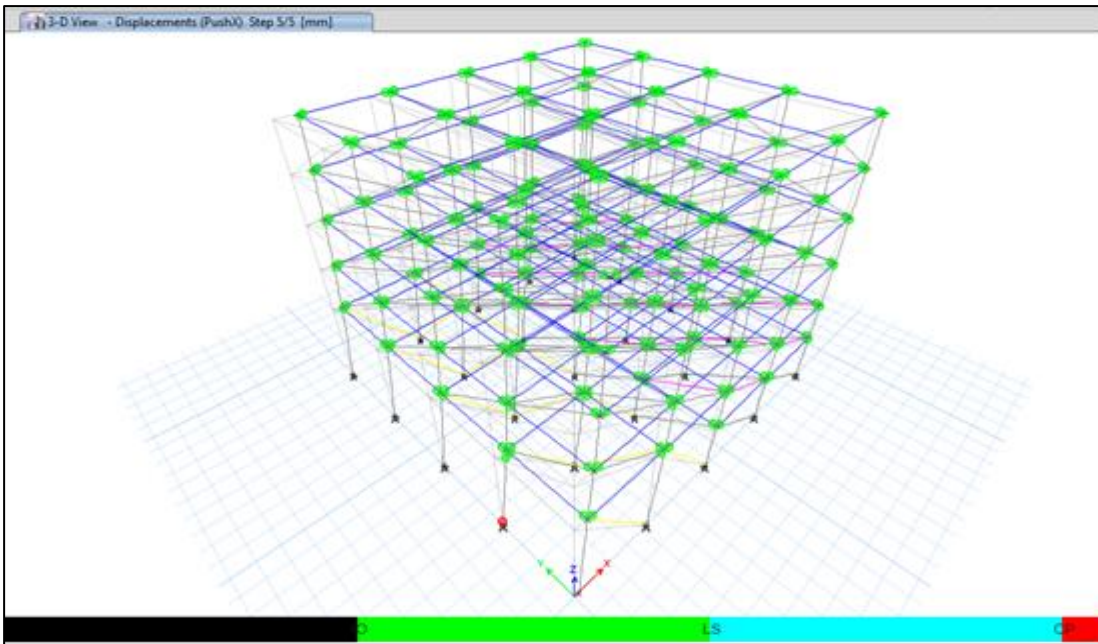 3-D View - Displacements (PushX) Step 5/5 [mm]
Y Z X
IO LS CP